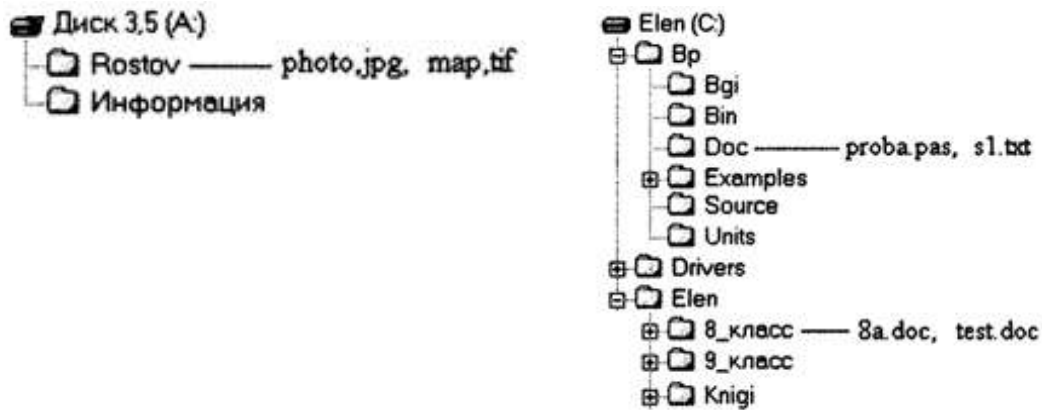 Диск 3,5 (A:)
Rostov photo,jpg, map,tif
Информация
Elen (C:)
Bp
Bgi
Bin
Doc proba.pas, s1.txt
Examples
Source
Units
Drivers
Elen
8_класс 8a.doc, test.doc
9_класс
Knigi